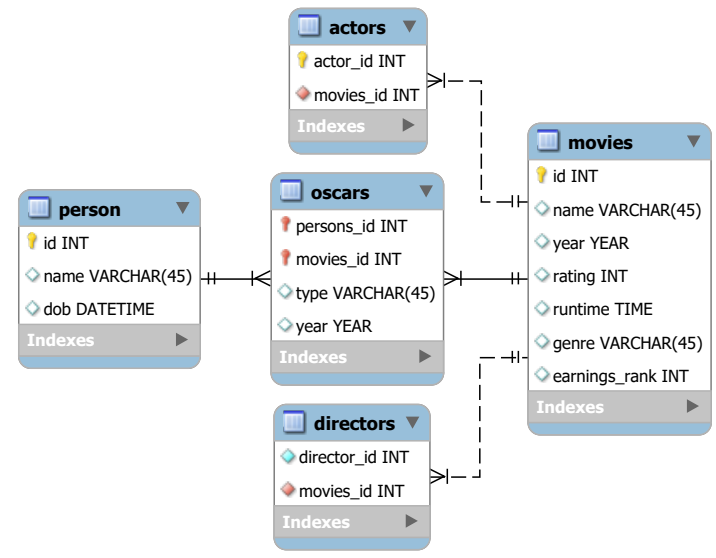 actors
actor_id INT
movies_id INT
Indexes
movies
id INT
name VARCHAR(45)
year YEAR
rating INT
runtime TIME
genre VARCHAR(45)
earnings_rank INT
Indexes
person
id INT
name VARCHAR(45)
dob DATETIME
Indexes
oscars
persons_id INT
movies_id INT
type VARCHAR(45)
year YEAR
Indexes
directors
director_id INT
movies_id INT
Indexes